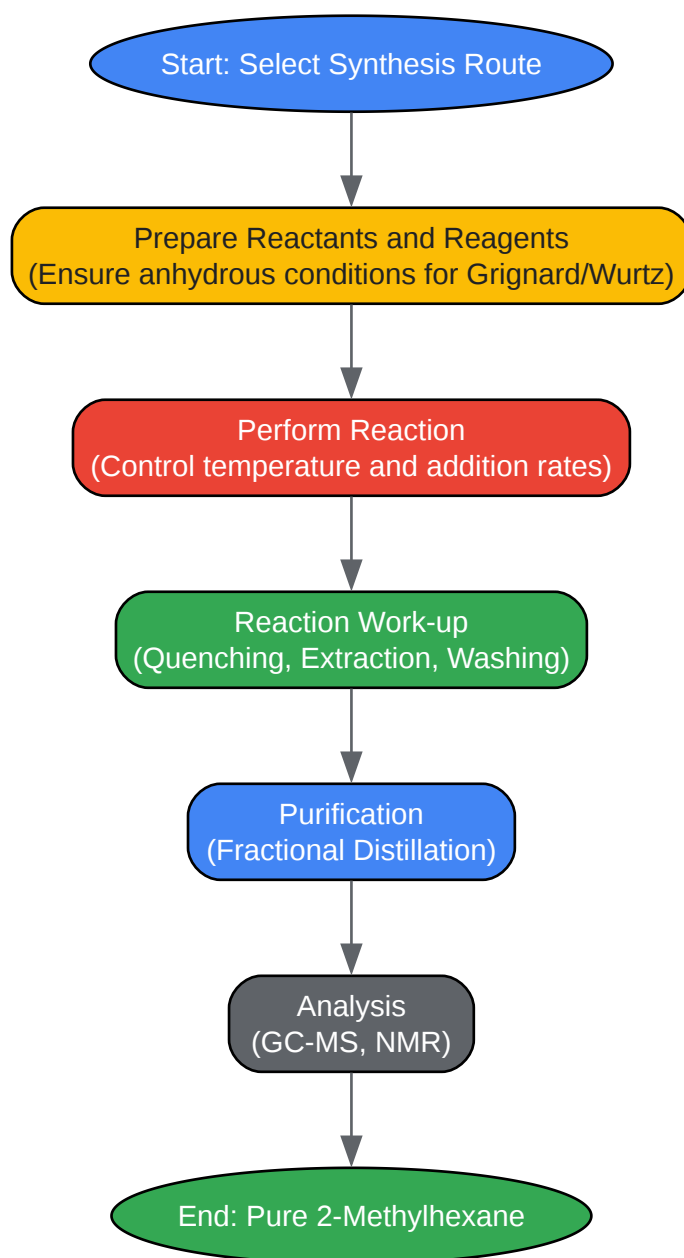 Start: Select Synthesis Route
Prepare Reactants and Reagents
(Ensure anhydrous conditions for Grignard/Wurtz)
Perform Reaction
(Control temperature and addition rates)
Reaction Work-up
(Quenching, Extraction, Washing)
Purification
(Fractional Distillation)
Analysis
(GC-MS, NMR)
End: Pure 2-Methylhexane